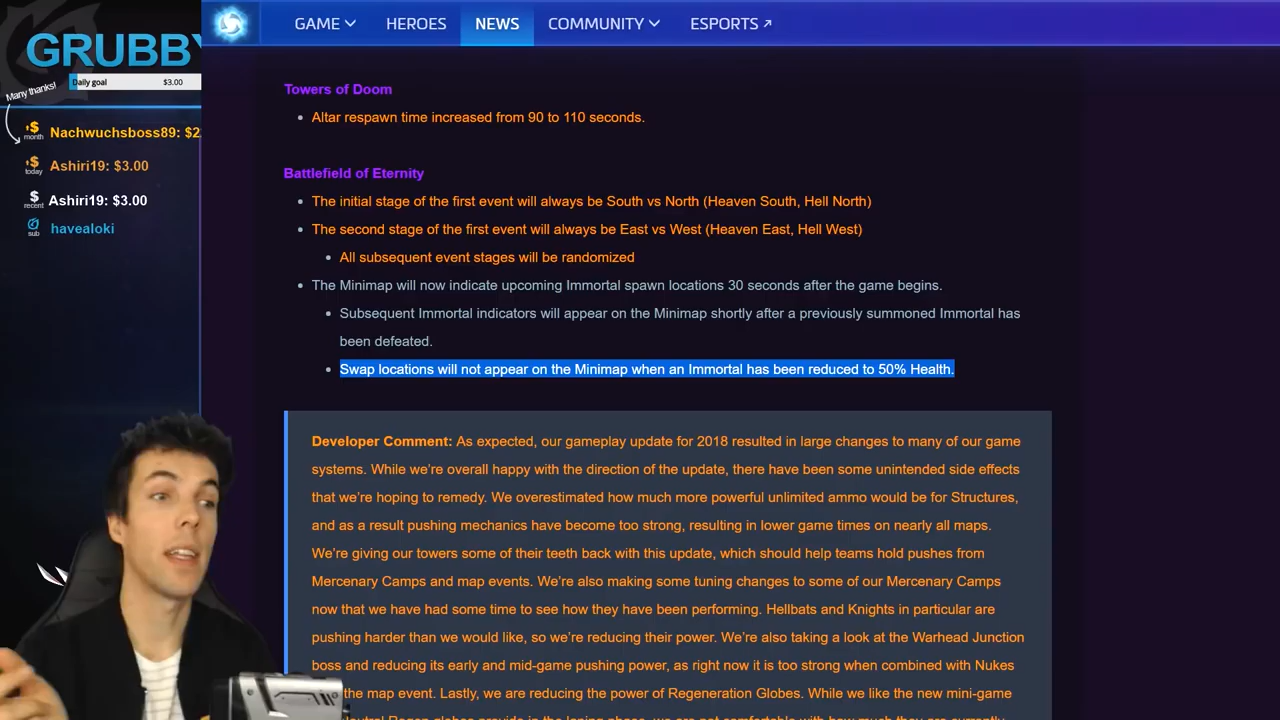 GAME HEROES NEWS COMMUNITY ESPORTS
GRUBBY
Daily goal $3.00
Many thanks!
+$ month Nachwuchsboss89: $2
+$ today Ashiri19: $3.00
$ recent Ashiri19: $3.00
sub havealoki
Towers of Doom
Altar respawn time increased from 90 to 110 seconds.
Battlefield of Eternity
The initial stage of the first event will always be South vs North (Heaven South, Hell North)
The second stage of the first event will always be East vs West (Heaven East, Hell West)
All subsequent event stages will be randomized
The Minimap will now indicate upcoming Immortal spawn locations 30 seconds after the game begins.
Subsequent Immortal indicators will appear on the Minimap shortly after a previously summoned Immortal has
been defeated.
Swap locations will not appear on the Minimap when an Immortal has been reduced to 50% Health.
Developer Comment: As expected, our gameplay update for 2018 resulted in large changes to many of our game
systems. While we're overall happy with the direction of the update, there have been some unintended side effects
that we're hoping to remedy. We overestimated how much more powerful unlimited ammo would be for Structures,
and as a result pushing mechanics have become too strong, resulting in lower game times on nearly all maps.
We're giving our towers some of their teeth back with this update, which should help teams hold pushes from
Mercenary Camps and map events. We're also making some tuning changes to some of our Mercenary Camps
now that we have had some time to see how they have been performing. Hellbats and Knights in particular are
pushing harder than we would like, so we're reducing their power. We're also taking a look at the Warhead Junction
boss and reducing its early and mid-game pushing power, as right now it is too strong when combined with Nukes
the map event. Lastly, we are reducing the power of Regeneration Globes. While we like the new mini-game